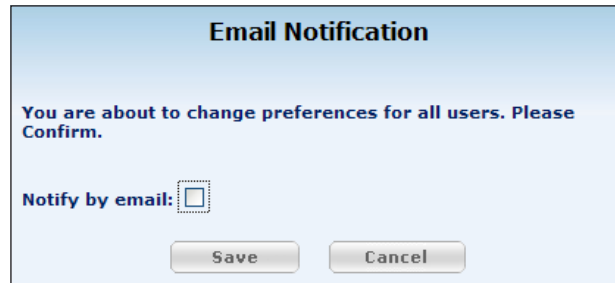 Email Notification
You are about to change preferences for all users. Please
Confirm.
Notify by email:
Save Cancel